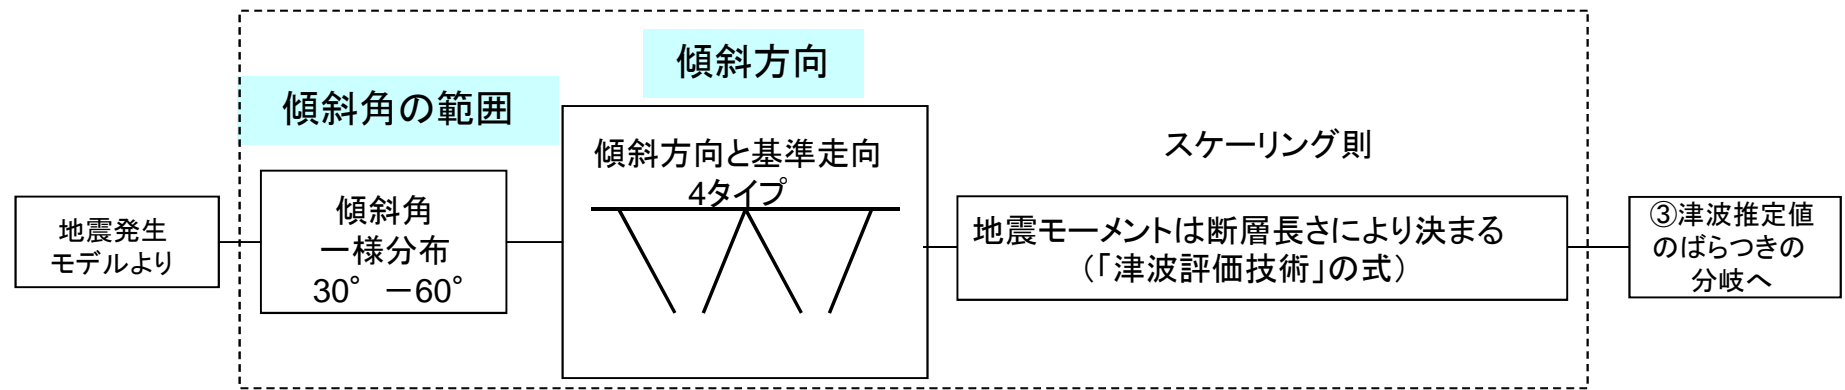 傾斜方向
傾斜角の範囲
スケーリング則
地震発生
モデルより
傾斜角
一様分布
30°ー60°
傾斜方向と基準走向
4タイプ
地震モーメントは断層長さにより決まる
(「津波評価技術」の式)
③津波推定値
のばらつきの
分岐へ